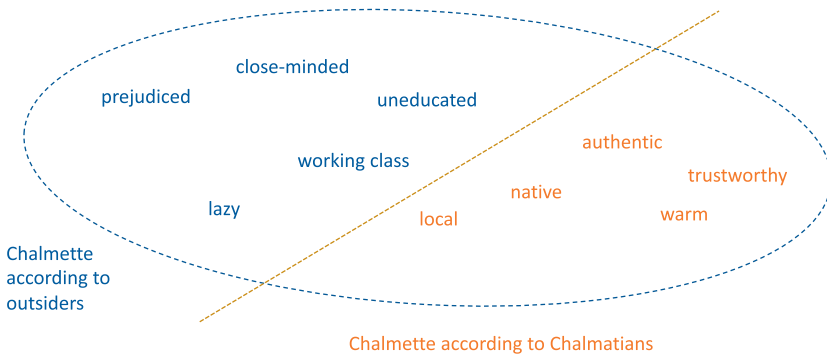 close-minded
prejudiced
uneducated
working class
lazy
authentic
trustworthy
native
warm
local
Chalmette
according to
outsiders
Chalmette according to Chalmatians